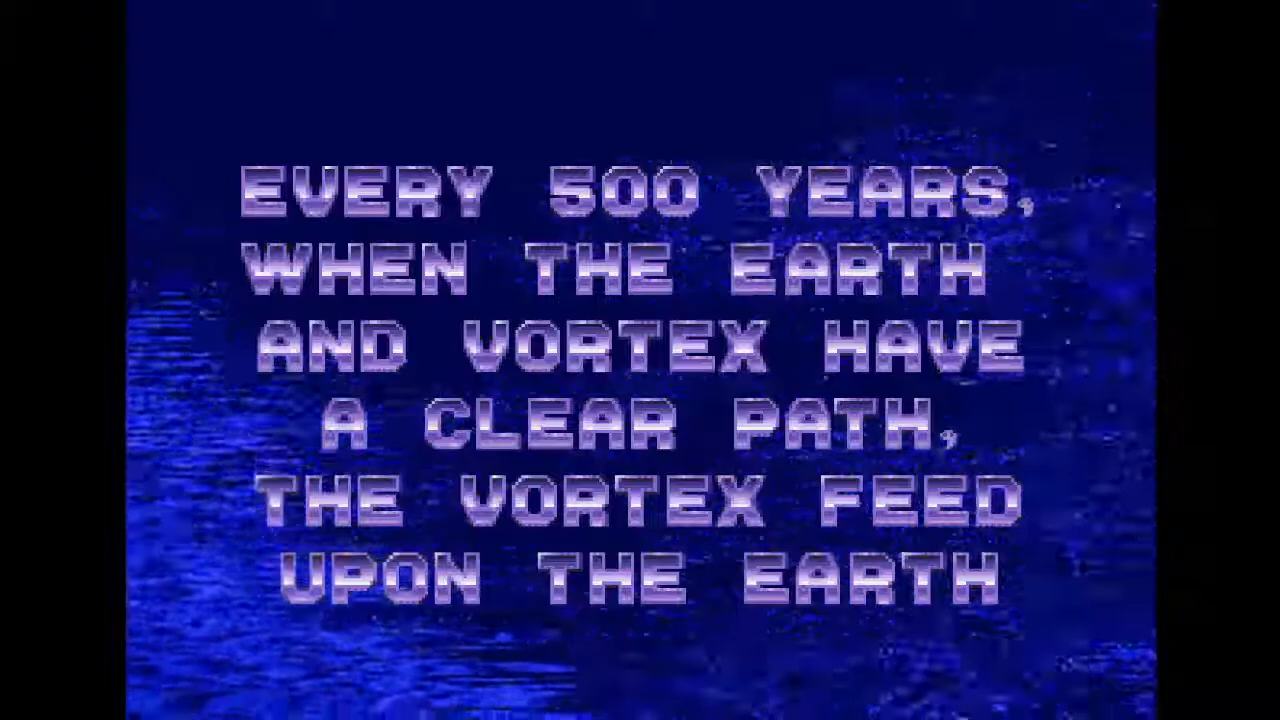 EVERY 500 YEARS,
WHEN THE EARTH
AND VORTEX HAVE
A CLEAR PATH,
THE VORTEX FEED
UPON THE EARTH